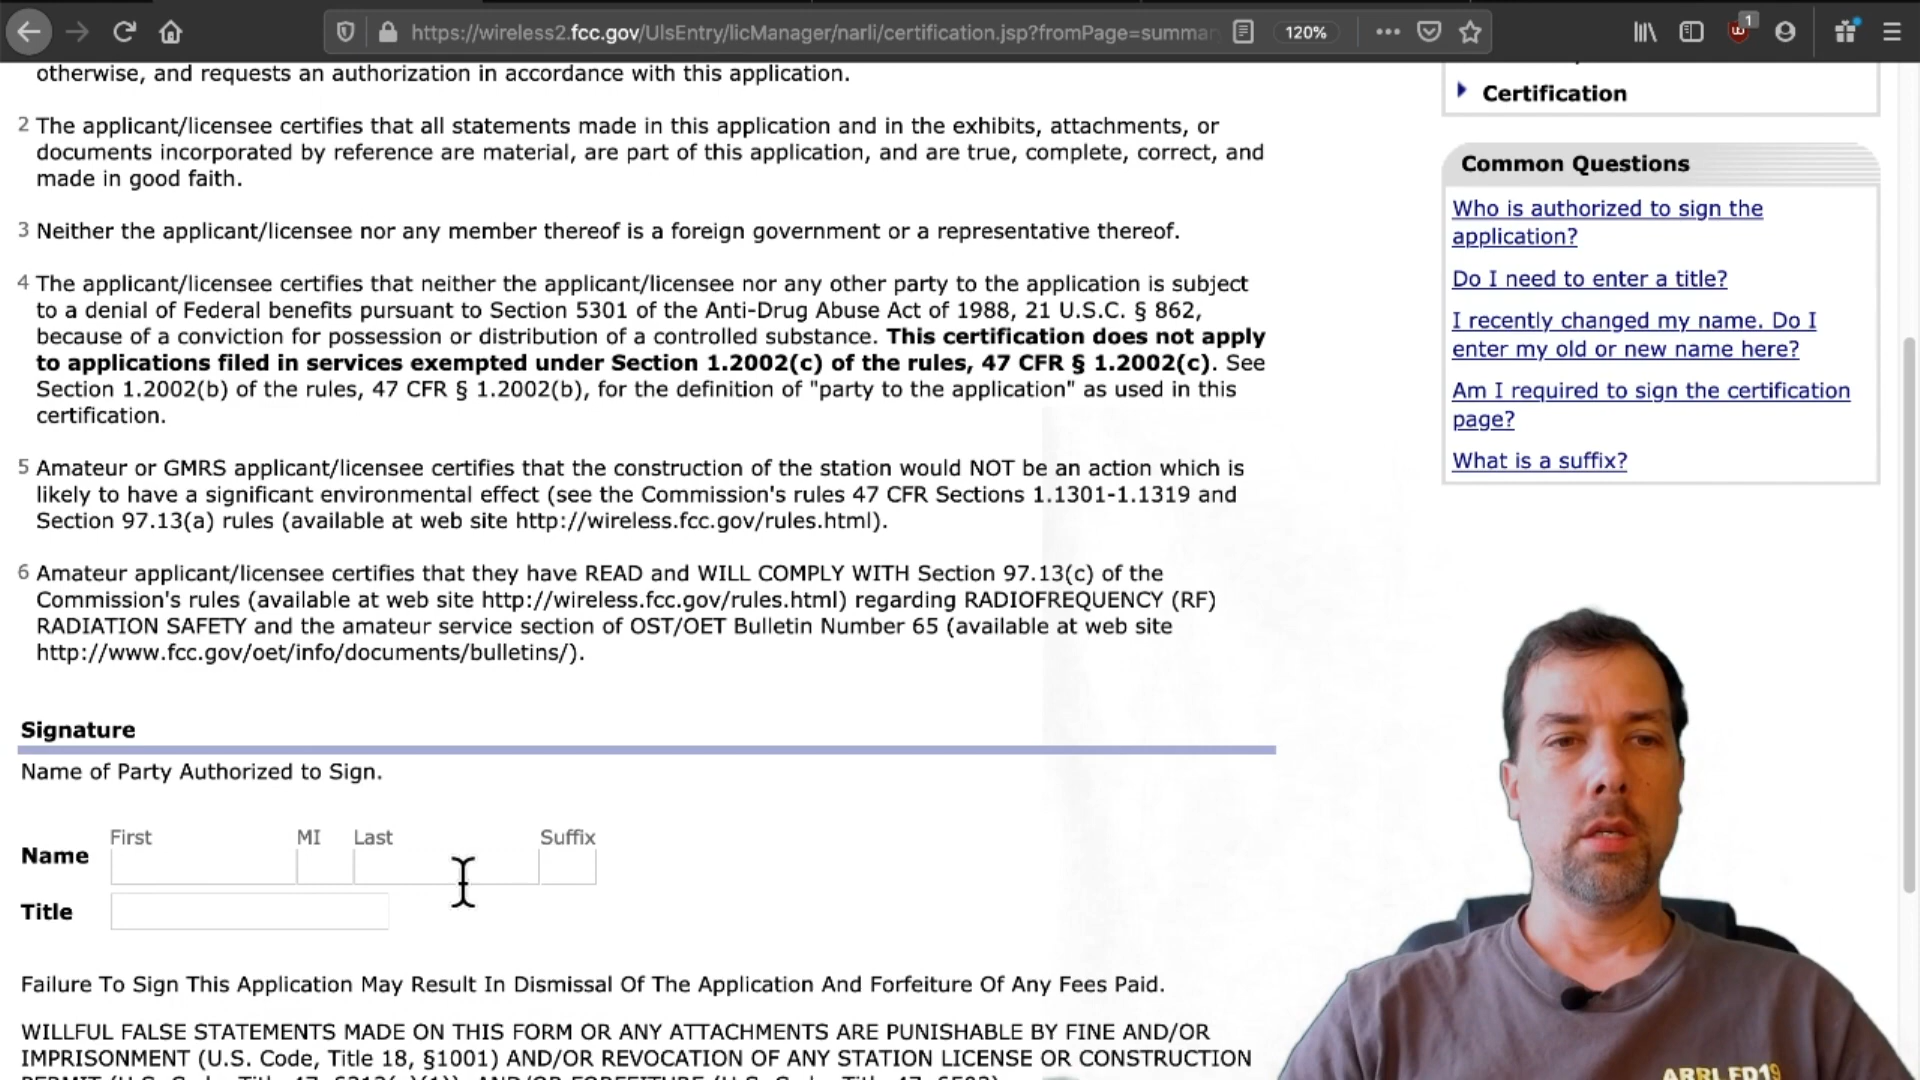 https://wireless2.fcc.gov/UlsEntry/licManager/narli/certification.jsp?fromPage=summar
120%
1
otherwise, and requests an authorization in accordance with this application.
2 The applicant/licensee certifies that all statements made in this application and in the exhibits, attachments, or
documents incorporated by reference are material, are part of this application, and are true, complete, correct, and
made in good faith.
3 Neither the applicant/licensee nor any member thereof is a foreign government or a representative thereof.
4 The applicant/licensee certifies that neither the applicant/licensee nor any other party to the application is subject
to a denial of Federal benefits pursuant to Section 5301 of the Anti-Drug Abuse Act of 1988, 21 U.S.C. § 862,
because of a conviction for possession or distribution of a controlled substance. This certification does not apply
to applications filed in services exempted under Section 1.2002(c) of the rules, 47 CFR § 1.2002(c). See
Section 1.2002(b) of the rules, 47 CFR § 1.2002(b), for the definition of "party to the application" as used in this
certification.
5 Amateur or GMRS applicant/licensee certifies that the construction of the station would NOT be an action which is
likely to have a significant environmental effect (see the Commission's rules 47 CFR Sections 1.1301-1.1319 and
Section 97.13(a) rules (available at web site http://wireless.fcc.gov/rules.html).
6 Amateur applicant/licensee certifies that they have READ and WILL COMPLY WITH Section 97.13(c) of the
Commission's rules (available at web site http://wireless.fcc.gov/rules.html) regarding RADIOFREQUENCY (RF)
RADIATION SAFETY and the amateur service section of OST/OET Bulletin Number 65 (available at web site
http://www.fcc.gov/oet/info/documents/bulletins/).
Signature
Name of Party Authorized to Sign.
First MI Last Suffix
Name
Title
Failure To Sign This Application May Result In Dismissal Of The Application And Forfeiture Of Any Fees Paid.
WILLFUL FALSE STATEMENTS MADE ON THIS FORM OR ANY ATTACHMENTS ARE PUNISHABLE BY FINE AND/OR
IMPRISONMENT (U.S. Code, Title 18, §1001) AND/OR REVOCATION OF ANY STATION LICENSE OR CONSTRUCTION
Certification
Common Questions
Who is authorized to sign the
application?
Do I need to enter a title?
I recently changed my name. Do I
enter my old or new name here?
Am I required to sign the certification
page?
What is a suffix?